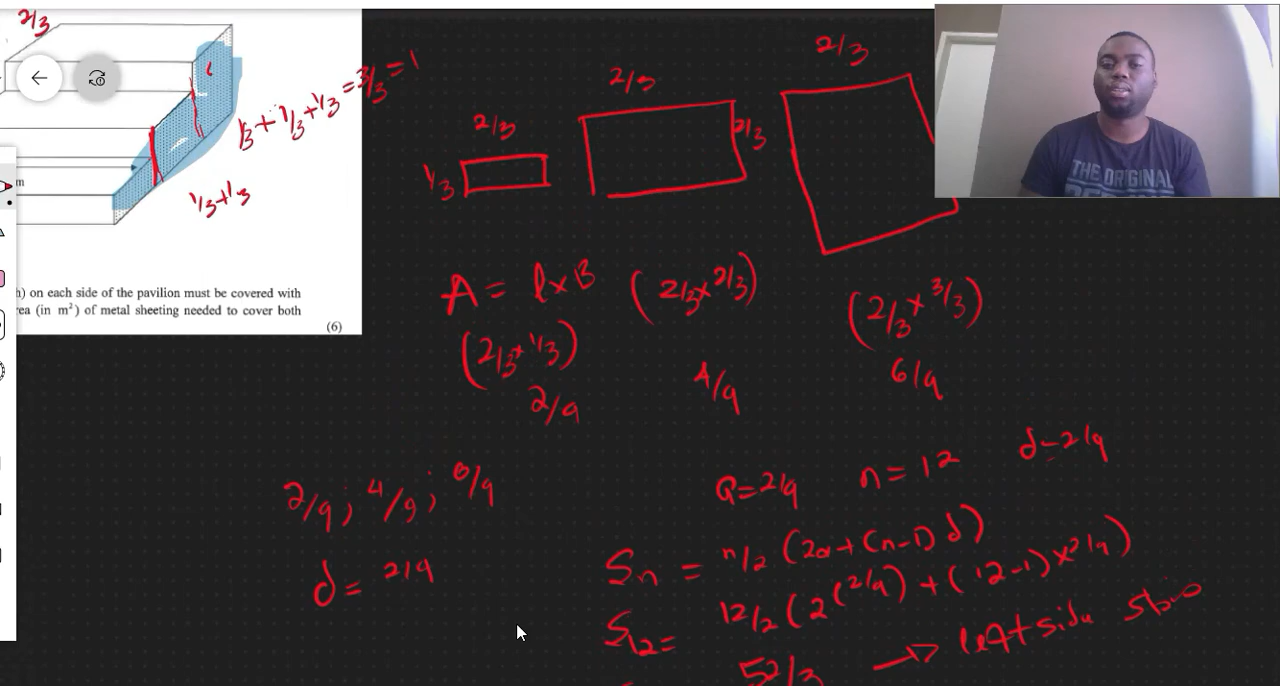 2/3
1/3+1/3+1/3=3/3=1
1/3+1/3
m
h) on each side of the pavilion must be covered with
rea (in m²) of metal sheeting needed to cover both
(6)
2/3
1/3
2/3
2/3
2/3
THE ORIGINAL
A = l×B
(2/3×1/3)
2/9
(2/3×2/3)
4/9
(2/3×3/3)
6/9
2/9; 4/9; 6/9
d = 2/9
a=2/9 n=12 d=2/9
Sn = n/2 (2a+(n-1)d)
S12= 12/2 (2(2/9)+(12-1)×2/9)
52/3 → left side